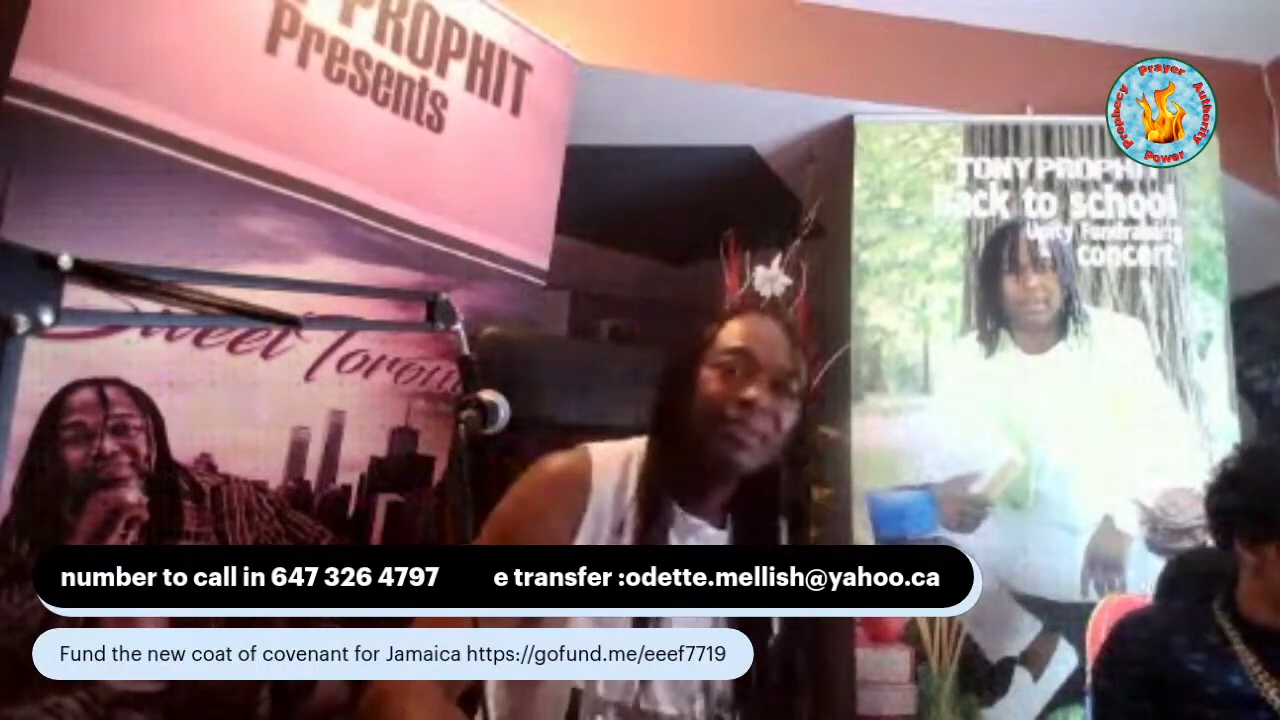 PROPHIT
Presents
Prayer
Authority
Power
Prophecy
TONY PROPHIT
Back to school
Unity Fundraising
concert
Sweet Toronto
number to call in 647 326 4797 e transfer :odette.mellish@yahoo.ca
Fund the new coat of covenant for Jamaica https://gofund.me/eeef7719